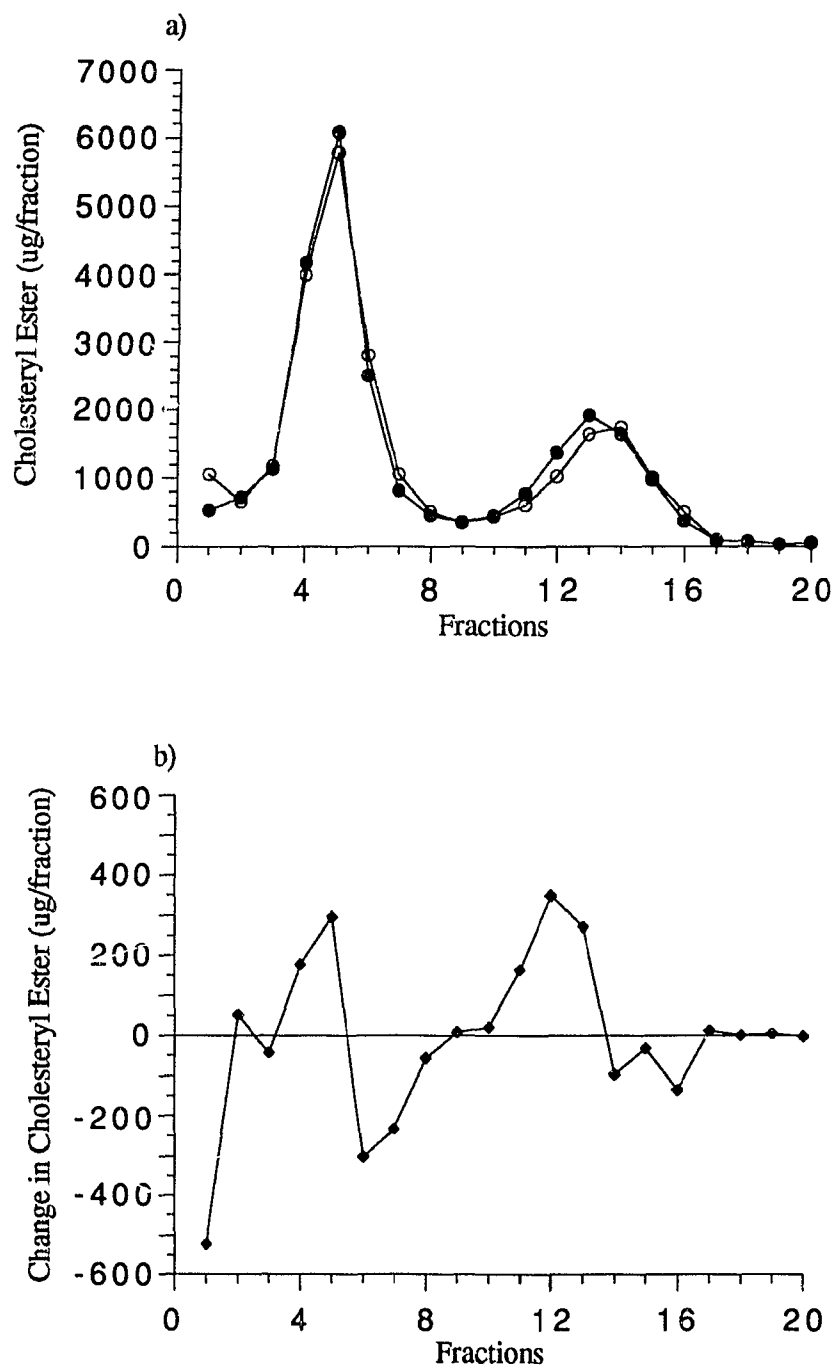 a)
Cholesteryl Ester (ug/fraction)
7000
6000
5000
4000
3000
2000
1000
0
0 4 8 12 16 20
Fractions
b)
Change in Cholesteryl Ester (ug/fraction)
600
400
200
0
-200
-400
-600
0 4 8 12 16 20
Fractions